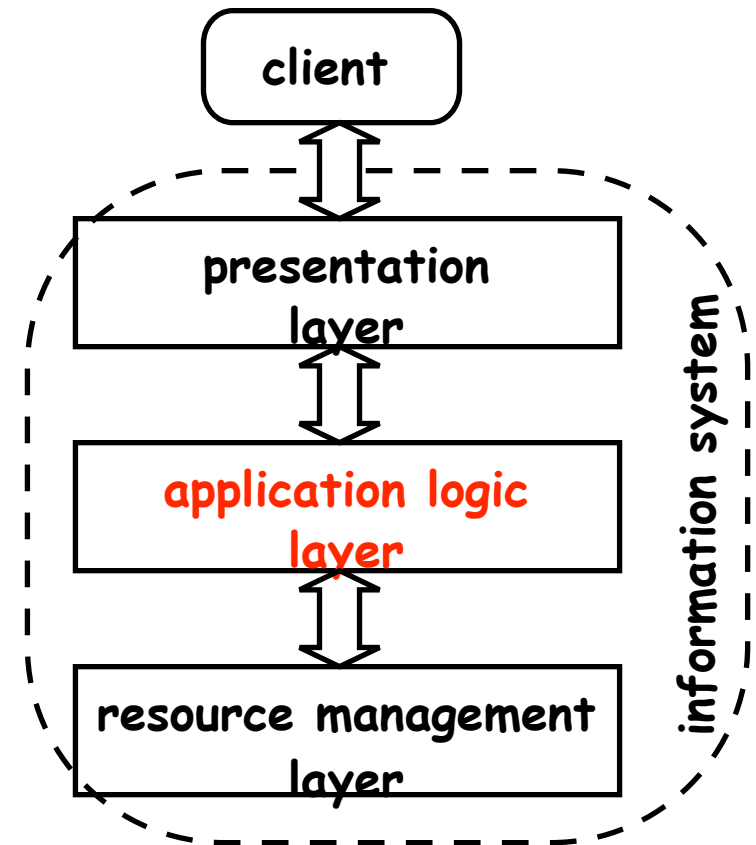 client
presentation
layer
application logic
layer
resource management
layer
information system